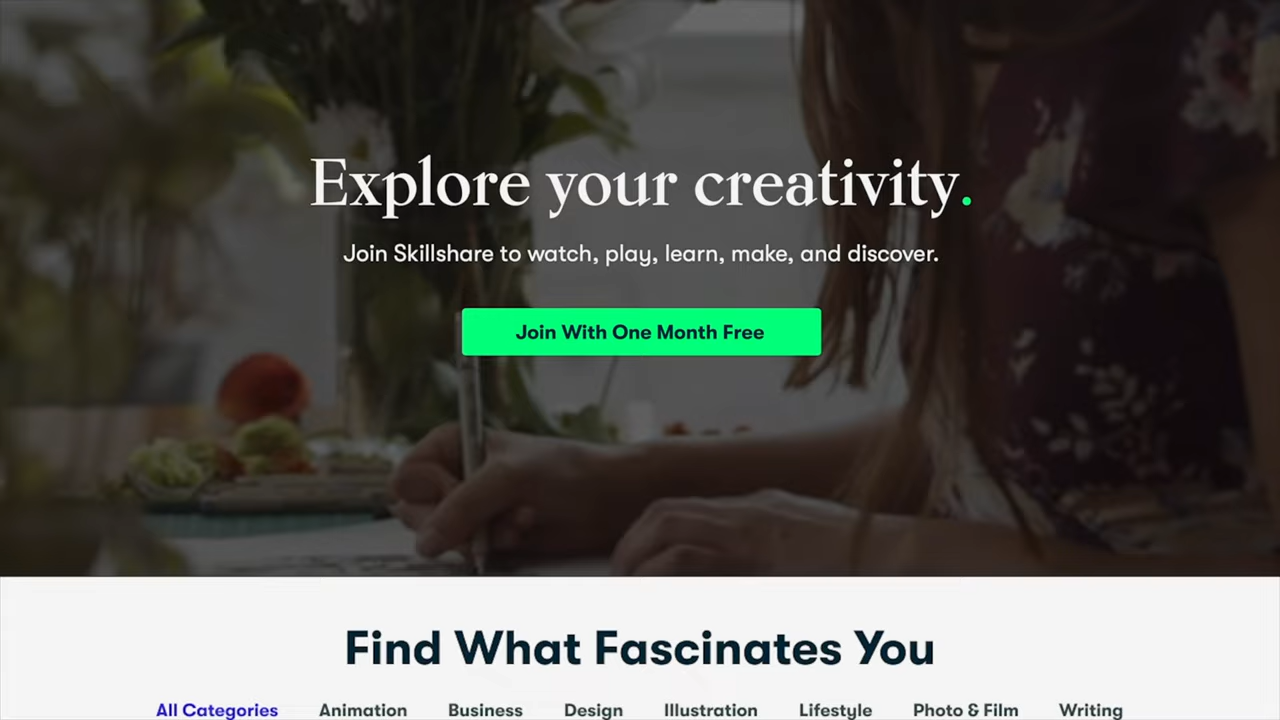 Explore your creativity.
Join Skillshare to watch, play, learn, make, and discover.
Join With One Month Free
Find What Fascinates You
All Categories Animation Business Design Illustration Lifestyle Photo & Film Writing